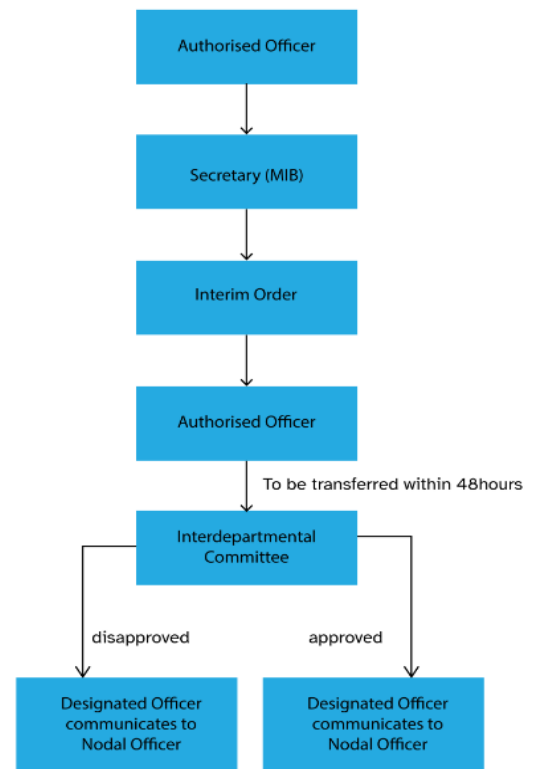 Authorised Officer
Secretary (MIB)
Interim Order
Authorised Officer
To be transferred within 48hours
Interdepartmental
Committee
disapproved
approved
Designated Officer
communicates to
Nodal Officer
Designated Officer
communicates to
Nodal Officer